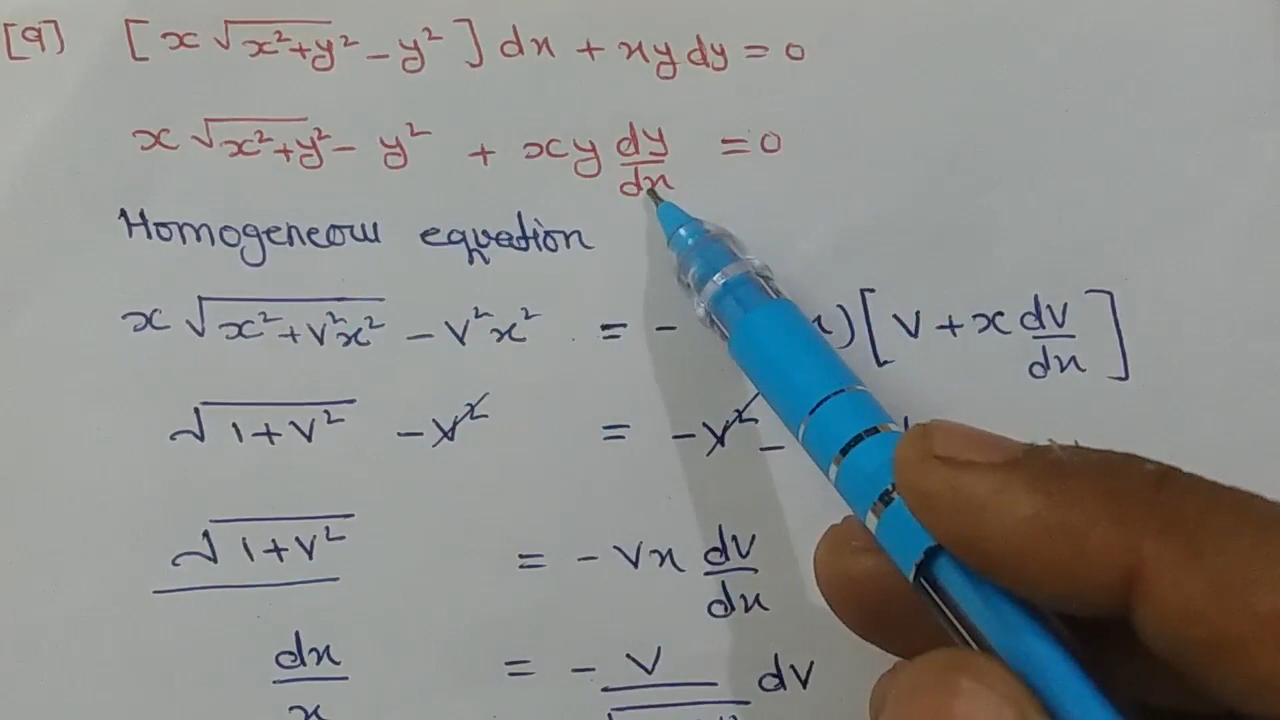 [9] [x√(x²+y²) - y²] dx + xy dy = 0
x√(x²+y²) - y² + xy dy/dx = 0
Homogeneous equation
x√(x²+v²x²) - v²x² = - x) [v + x dv/dx]
√(1+v²) - v² = -v² -
√(1+v²) = - vx dv/dx
dx/x = - v/√ dv